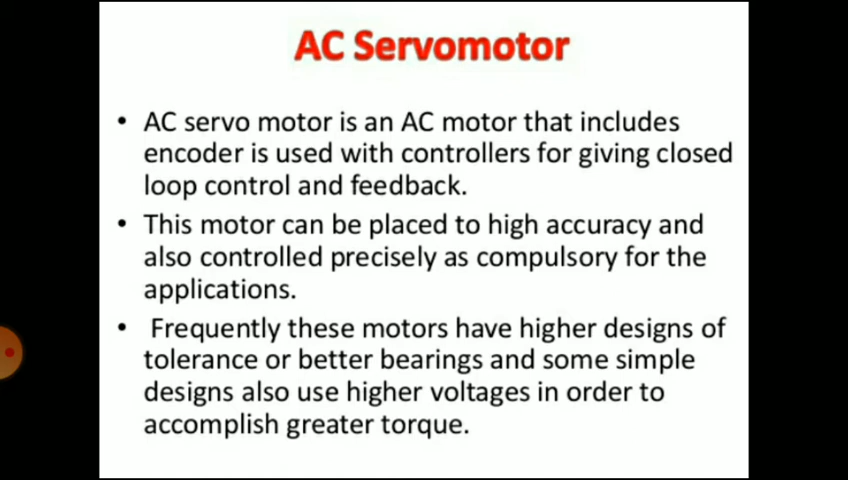 AC Servomotor
• AC servo motor is an AC motor that includes
encoder is used with controllers for giving closed
loop control and feedback.
• This motor can be placed to high accuracy and
also controlled precisely as compulsory for the
applications.
• Frequently these motors have higher designs of
tolerance or better bearings and some simple
designs also use higher voltages in order to
accomplish greater torque.